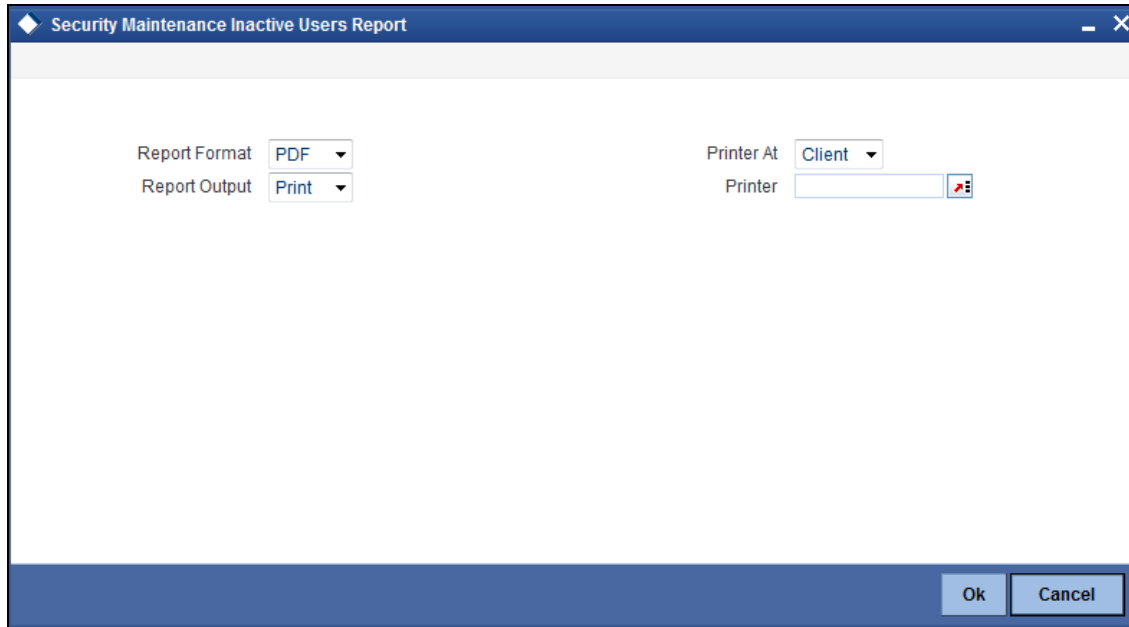 Security Maintenance Inactive Users Report
Report Format PDF Printer At Client
Report Output Print Printer
Ok Cancel